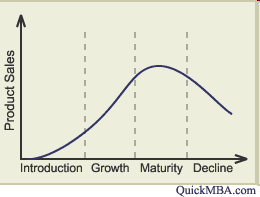 Product Sales
Introduction Growth Maturity Decline
QuickMBA.com